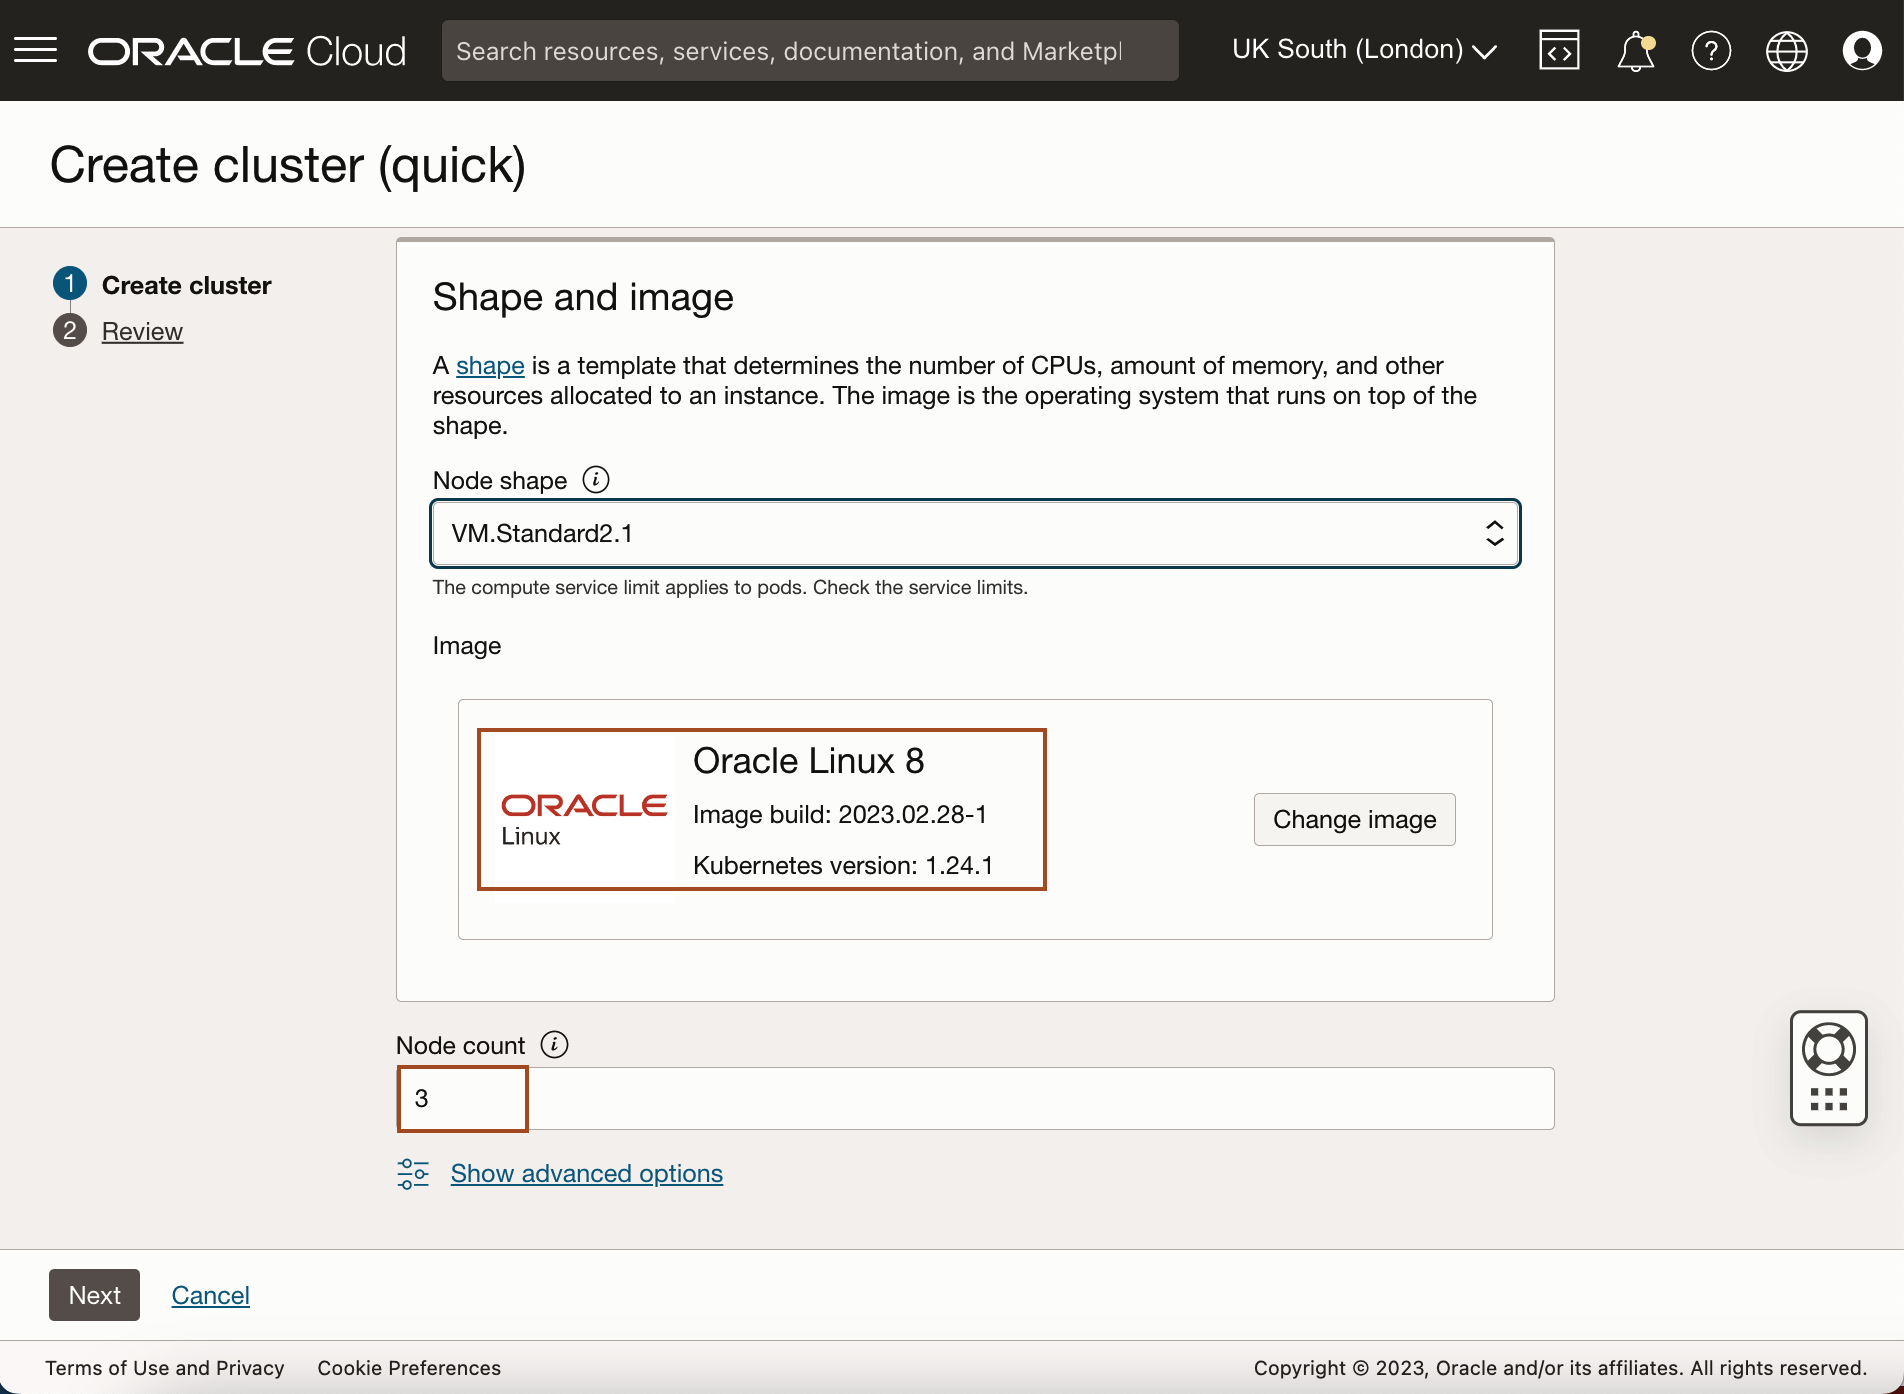 ORACLE Cloud
Search resources, services, documentation, and Marketpl
UK South (London)
Create cluster (quick)
1 Create cluster
2 Review
Shape and image
A shape is a template that determines the number of CPUs, amount of memory, and other
resources allocated to an instance. The image is the operating system that runs on top of the
shape.
Node shape
VM.Standard2.1
The compute service limit applies to pods. Check the service limits.
Image
ORACLE
Linux
Oracle Linux 8
Image build: 2023.02.28-1
Kubernetes version: 1.24.1
Change image
Node count
3
Show advanced options
Next
Cancel
Terms of Use and Privacy
Cookie Preferences
Copyright © 2023, Oracle and/or its affiliates. All rights reserved.